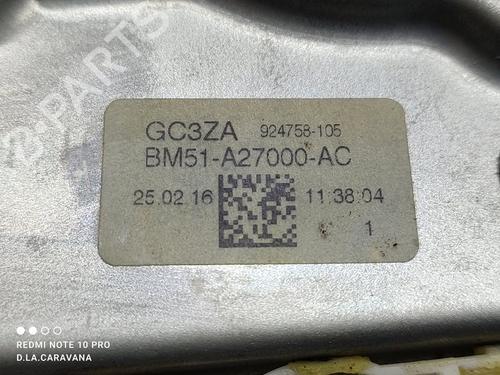 GC3ZA 924758-105
BM51-A27000-AC
25.02.16 11:38:04
1
REDMI NOTE 10 PRO
D.L.A.CARAVANA
B-PARTS